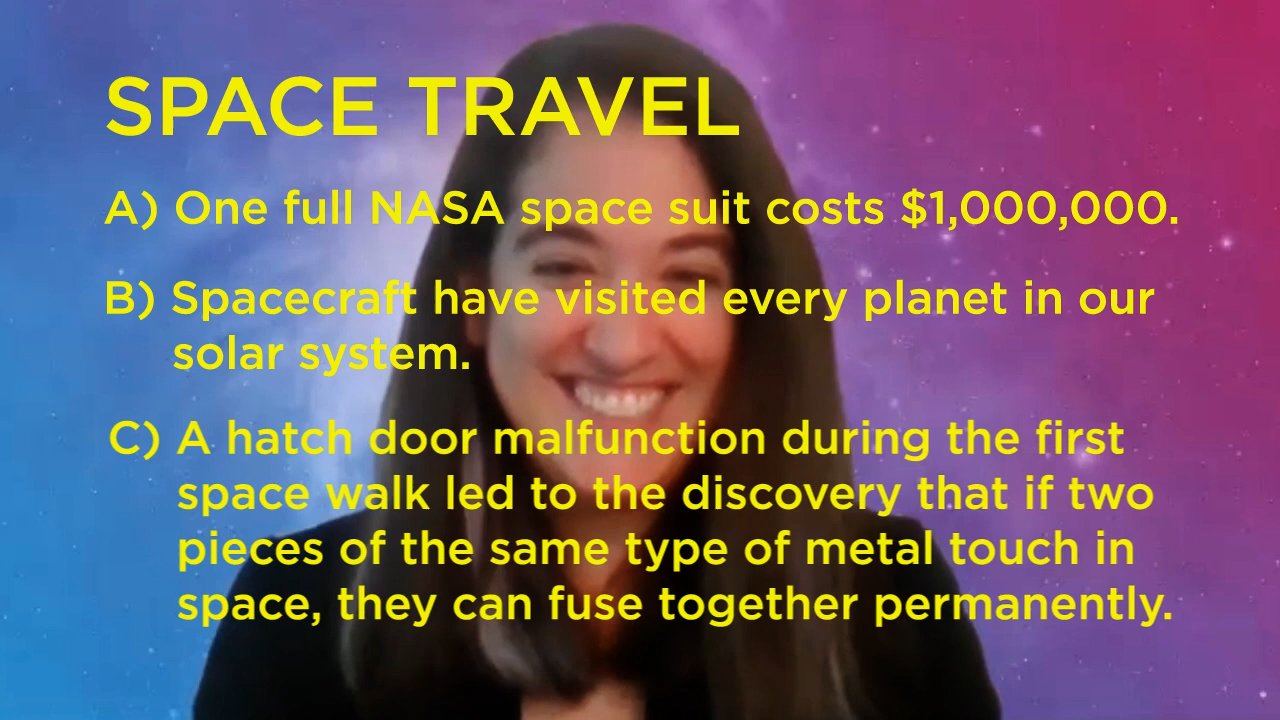 SPACE TRAVEL
A) One full NASA space suit costs $1,000,000.
B) Spacecraft have visited every planet in our
solar system.
C) A hatch door malfunction during the first
space walk led to the discovery that if two
pieces of the same type of metal touch in
space, they can fuse together permanently.